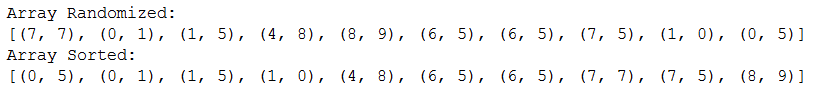 Array Randomized:
[(7, 7), (0, 1), (1, 5), (4, 8), (8, 9), (6, 5), (6, 5), (7, 5), (1, 0), (0, 5)]
Array Sorted:
[(0, 5), (0, 1), (1, 5), (1, 0), (4, 8), (6, 5), (6, 5), (7, 7), (7, 5), (8, 9)]